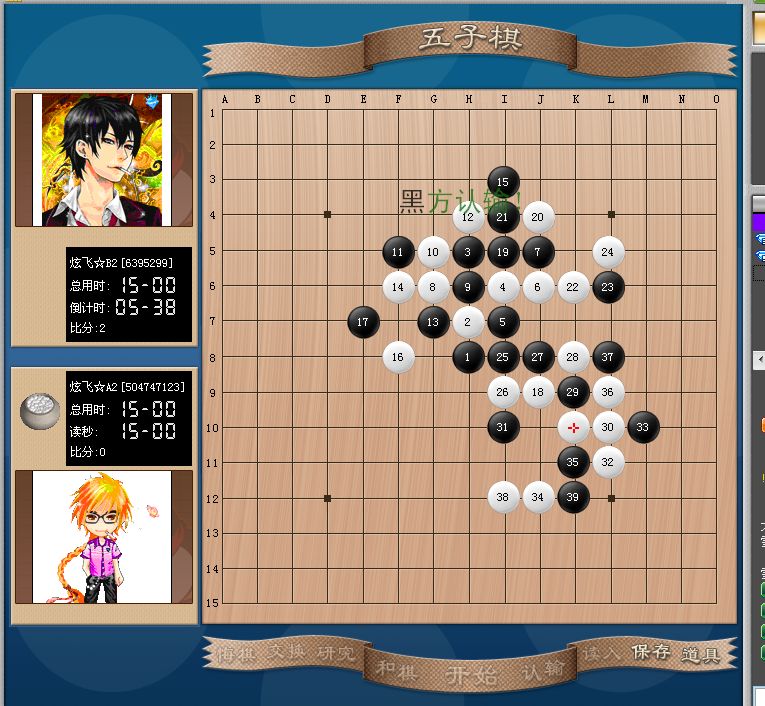 五子棋
A B C D E F G H I J K L M N O
1
2
3 15
黑方认输!
4 12 21 20
5 11 10 3 19 7 24
6 14 8 9 4 6 22 23
7 17 13 2 5
8 16 1 25 27 28 37
9 26 18 29 36
10 31 30 33
11 35 32
12 38 34 39
13
14
15
炫飞☆B2[6395299]
总用时: 15-00
倒计时: 05-38
比分:2
炫飞☆A2[504747123]
总用时: 15-00
读秒: 15-00
比分:0
悔棋 交换 研究 和棋 开始 认输 读入 保存 道具